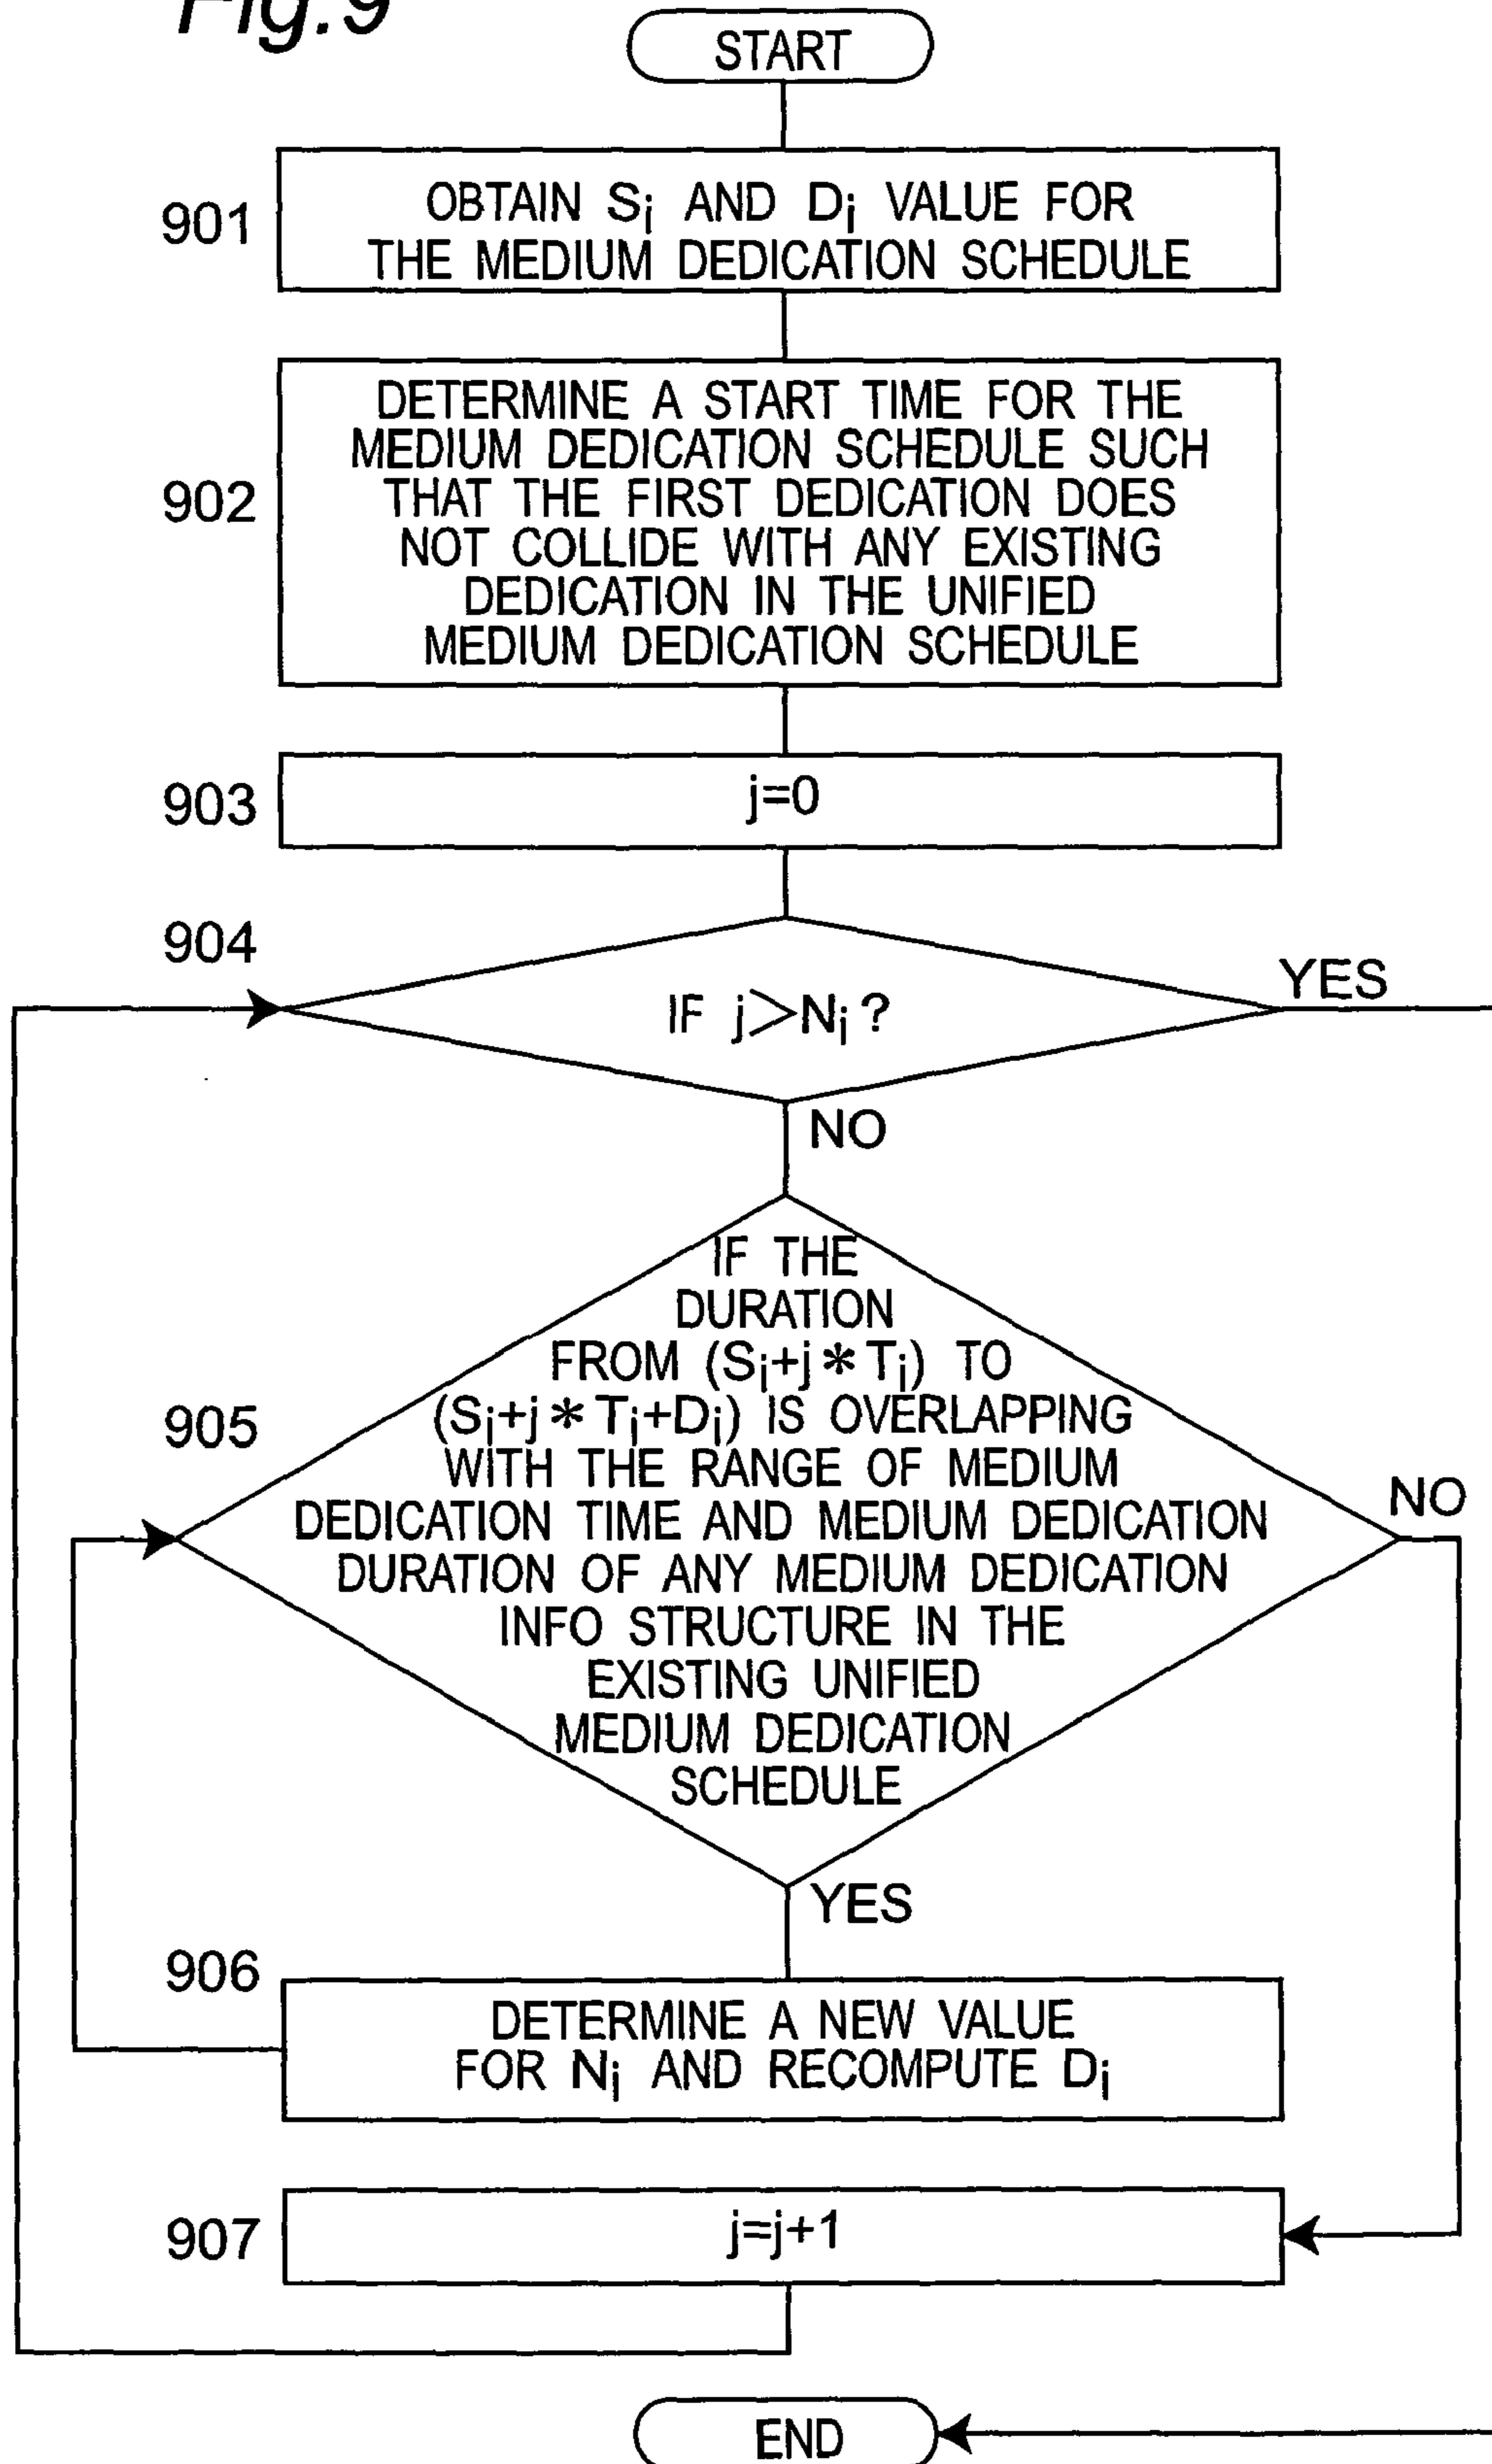 Fig.9
START
901
OBTAIN Si AND Di VALUE FOR
THE MEDIUM DEDICATION SCHEDULE
902
DETERMINE A START TIME FOR THE
MEDIUM DEDICATION SCHEDULE SUCH
THAT THE FIRST DEDICATION DOES
NOT COLLIDE WITH ANY EXISTING
DEDICATION IN THE UNIFIED
MEDIUM DEDICATION SCHEDULE
903
j=0
904
IF j>Ni ?
YES
NO
905
IF THE
DURATION
FROM (Si+j*Ti) TO
(Si+j*Ti+Di) IS OVERLAPPING
WITH THE RANGE OF MEDIUM
DEDICATION TIME AND MEDIUM DEDICATION
DURATION OF ANY MEDIUM DEDICATION
INFO STRUCTURE IN THE
EXISTING UNIFIED
MEDIUM DEDICATION
SCHEDULE
NO
YES
906
DETERMINE A NEW VALUE
FOR Ni AND RECOMPUTE Di
907
j=j+1
END